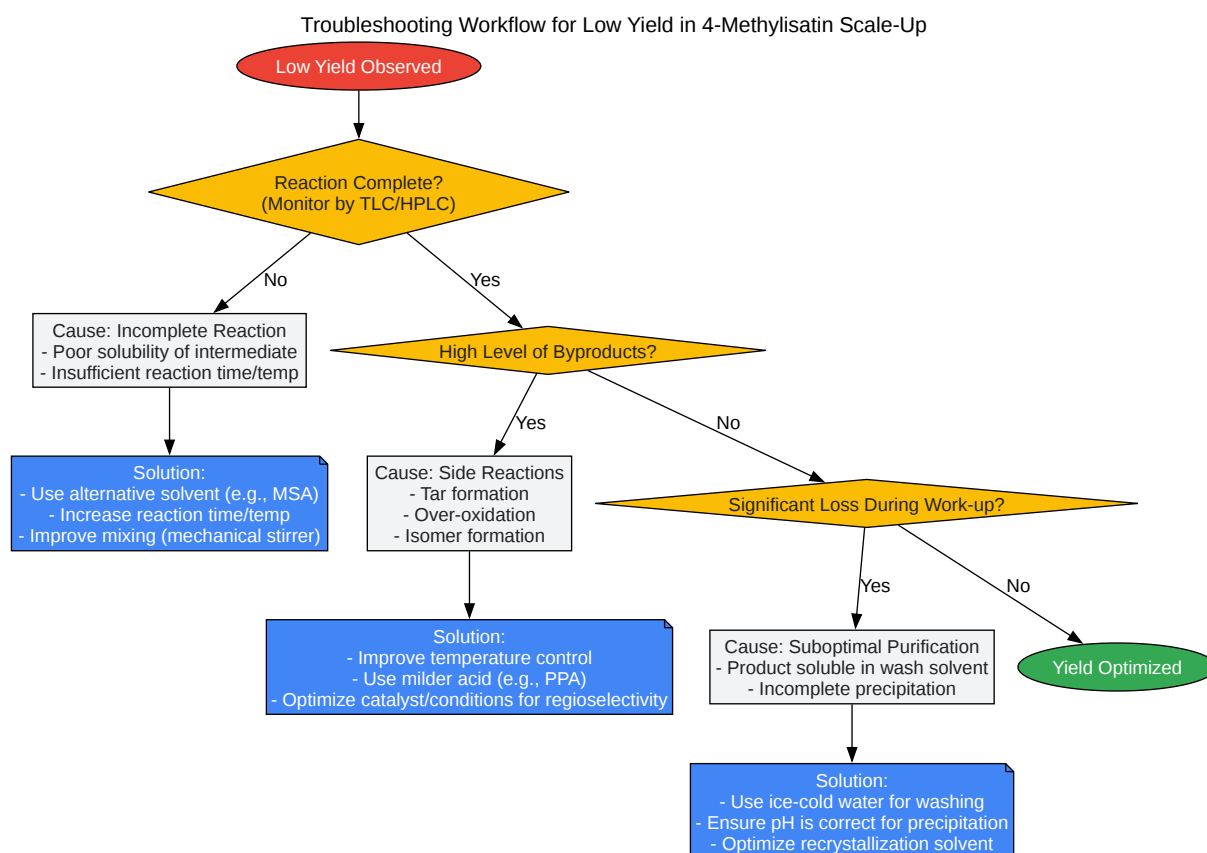 Troubleshooting Workflow for Low Yield in 4-Methylisatin Scale-Up
Low Yield Observed
Reaction Complete?
(Monitor by TLC/HPLC)
No
Yes
Cause: Incomplete Reaction
- Poor solubility of intermediate
- Insufficient reaction time/temp
High Level of Byproducts?
Yes
No
Solution:
- Use alternative solvent (e.g., MSA)
- Increase reaction time/temp
- Improve mixing (mechanical stirrer)
Cause: Side Reactions
- Tar formation
- Over-oxidation
- Isomer formation
Significant Loss During Work-up?
Yes
No
Solution:
- Improve temperature control
- Use milder acid (e.g., PPA)
- Optimize catalyst/conditions for regioselectivity
Cause: Suboptimal Purification
- Product soluble in wash solvent
- Incomplete precipitation
Yield Optimized
Solution:
- Use ice-cold water for washing
- Ensure pH is correct for precipitation
- Optimize recrystallization solvent